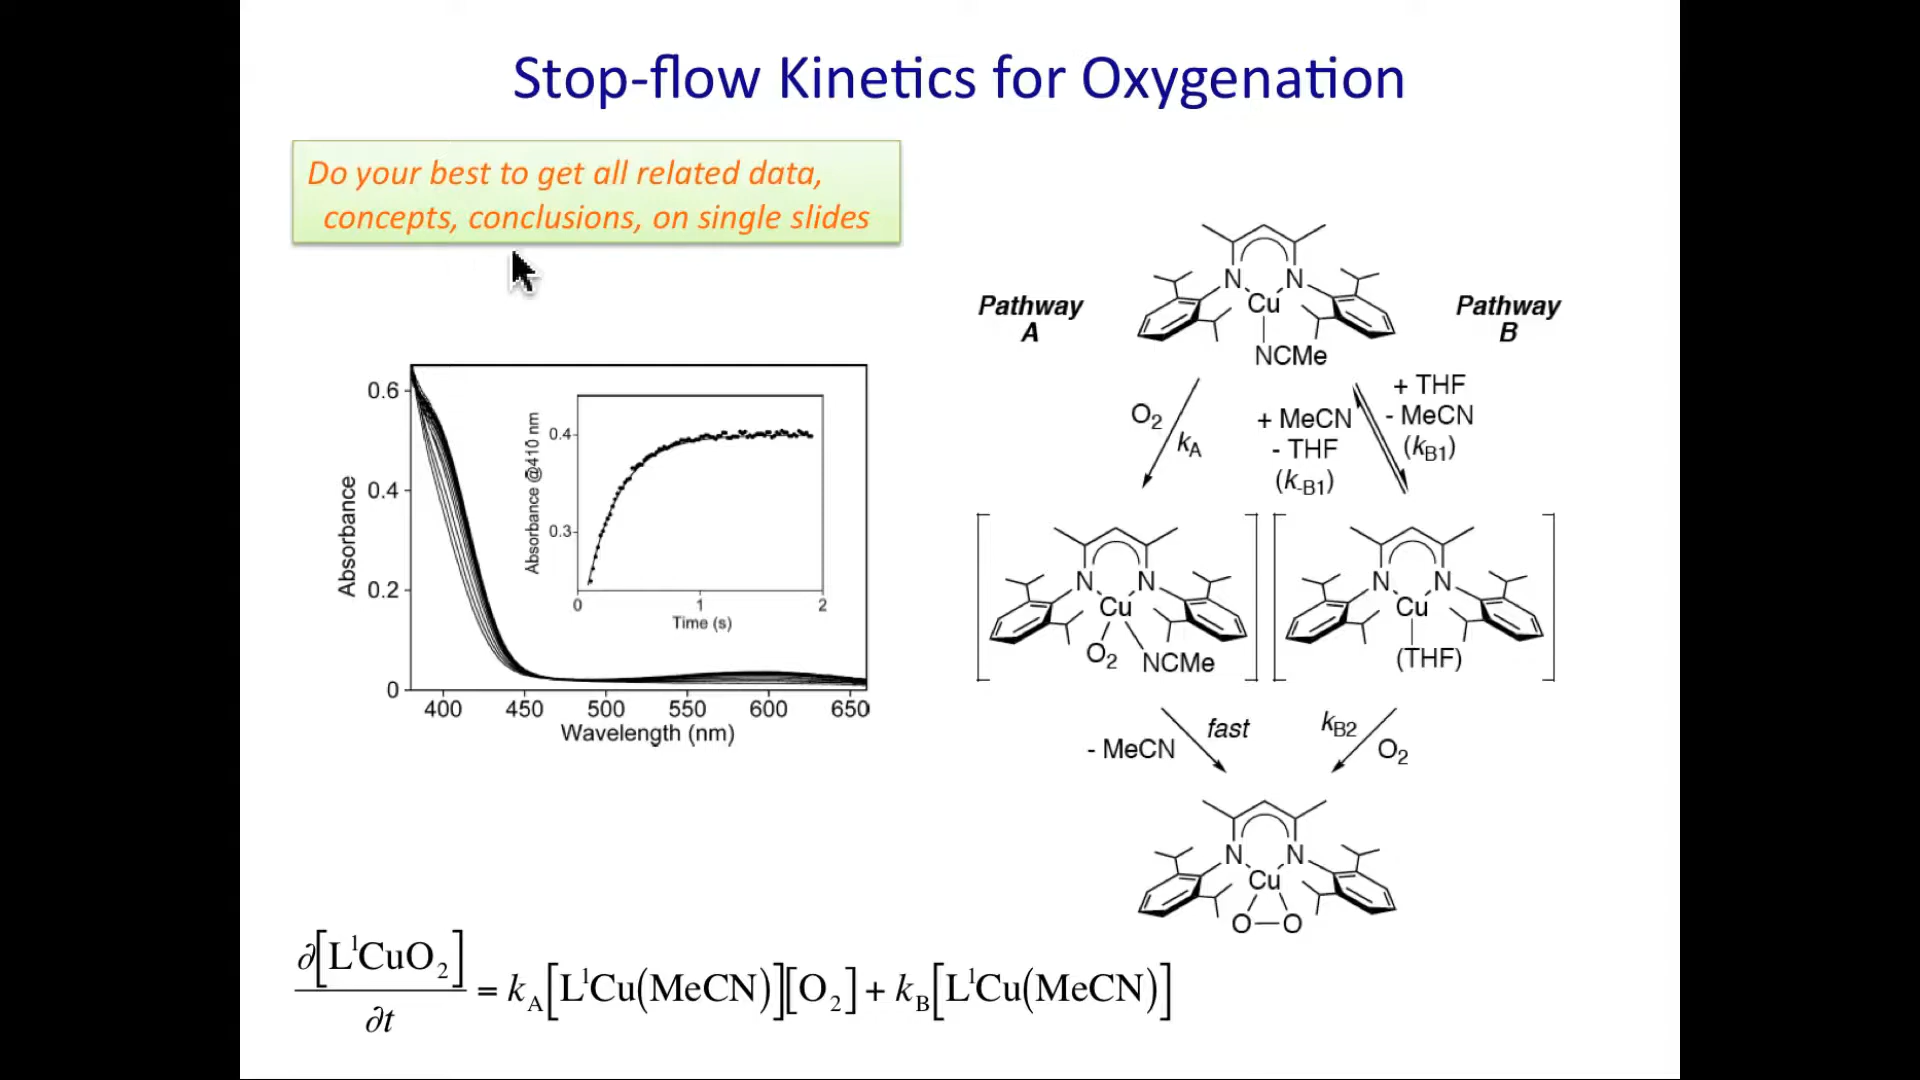 Stop-flow Kinetics for Oxygenation
Do your best to get all related data,
concepts, conclusions, on single slides
Absorbance
0.6
0.4
0.2
0
400 450 500 550 600 650
Wavelength (nm)
Absorbance @410 nm
0.4
0.3
0 1 2
Time (s)
Pathway
A
Pathway
B
N N
Cu
NCMe
O2
kA
+ MeCN
- THF
(k-B1)
+ THF
- MeCN
(kB1)
N N
Cu
O2 NCMe
N N
Cu
(THF)
- MeCN
fast
kB2
O2
N N
Cu
O O
∂[L¹CuO2]/∂t = kA[L¹Cu(MeCN)][O2] + kB[L¹Cu(MeCN)]